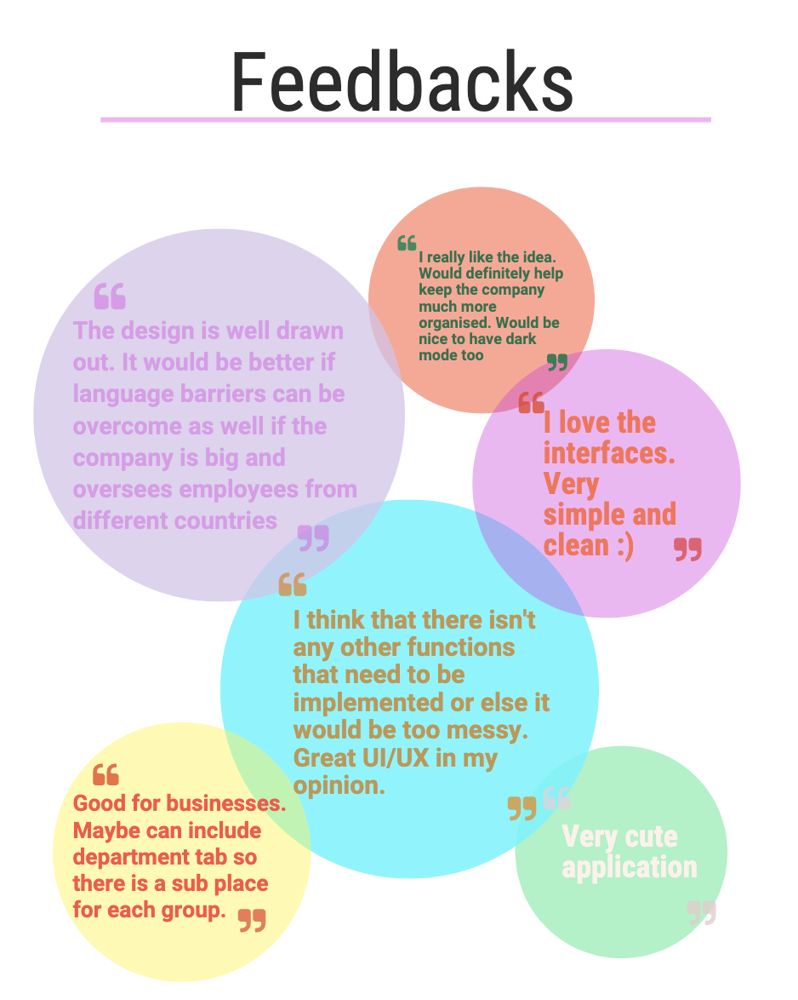 Feedbacks
“
I really like the idea.
Would definitely help
keep the company
much more
organised. Would be
nice to have dark
mode too
”
“
The design is well drawn
out. It would be better if
language barriers can be
overcome as well if the
company is big and
oversees employees from
different countries
”
“
I love the
interfaces.
Very
simple and
clean :)
”
“
I think that there isn't
any other functions
that need to be
implemented or else it
would be too messy.
Great UI/UX in my
opinion.
”
“
Good for businesses.
Maybe can include
department tab so
there is a sub place
for each group.
”
“
Very cute
application
”